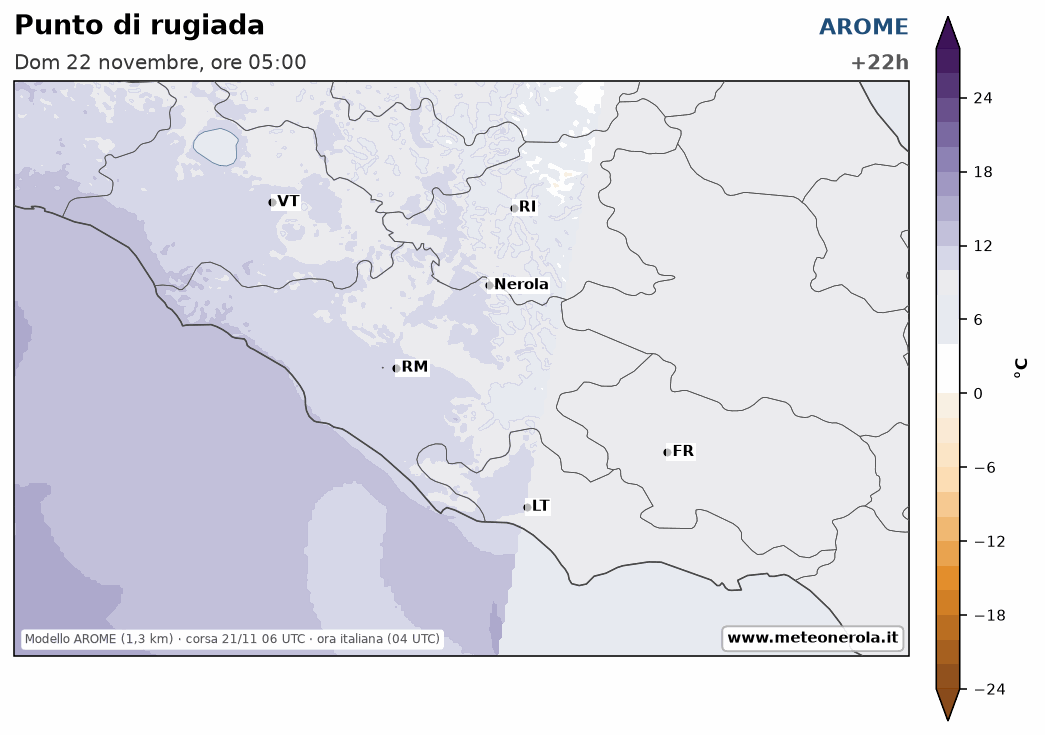 Punto di rugiada
AROME
Dom 22 novembre, ore 05:00
+22h
VT
RI
Nerola
RM
FR
LT
24
18
12
6
0
−6
−12
−18
−24
°C
Modello AROME (1,3 km) · corsa 21/11 06 UTC · ora italiana (04 UTC)
www.meteonerola.it